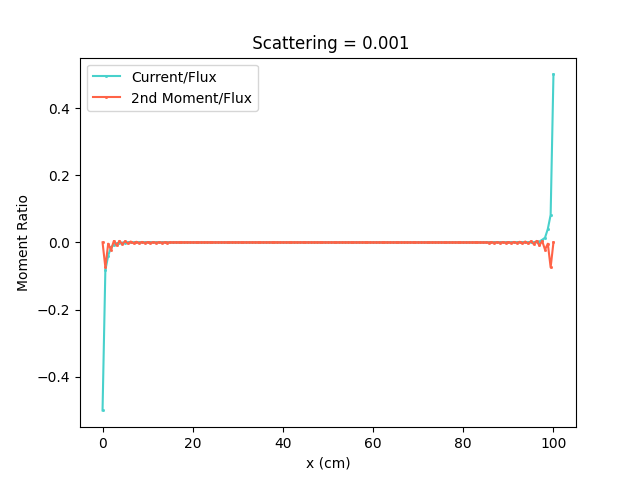 Scattering = 0.001
Current/Flux
2nd Moment/Flux
Moment Ratio
0.4
0.2
0.0
−0.2
−0.4
0 20 40 60 80 100
x (cm)